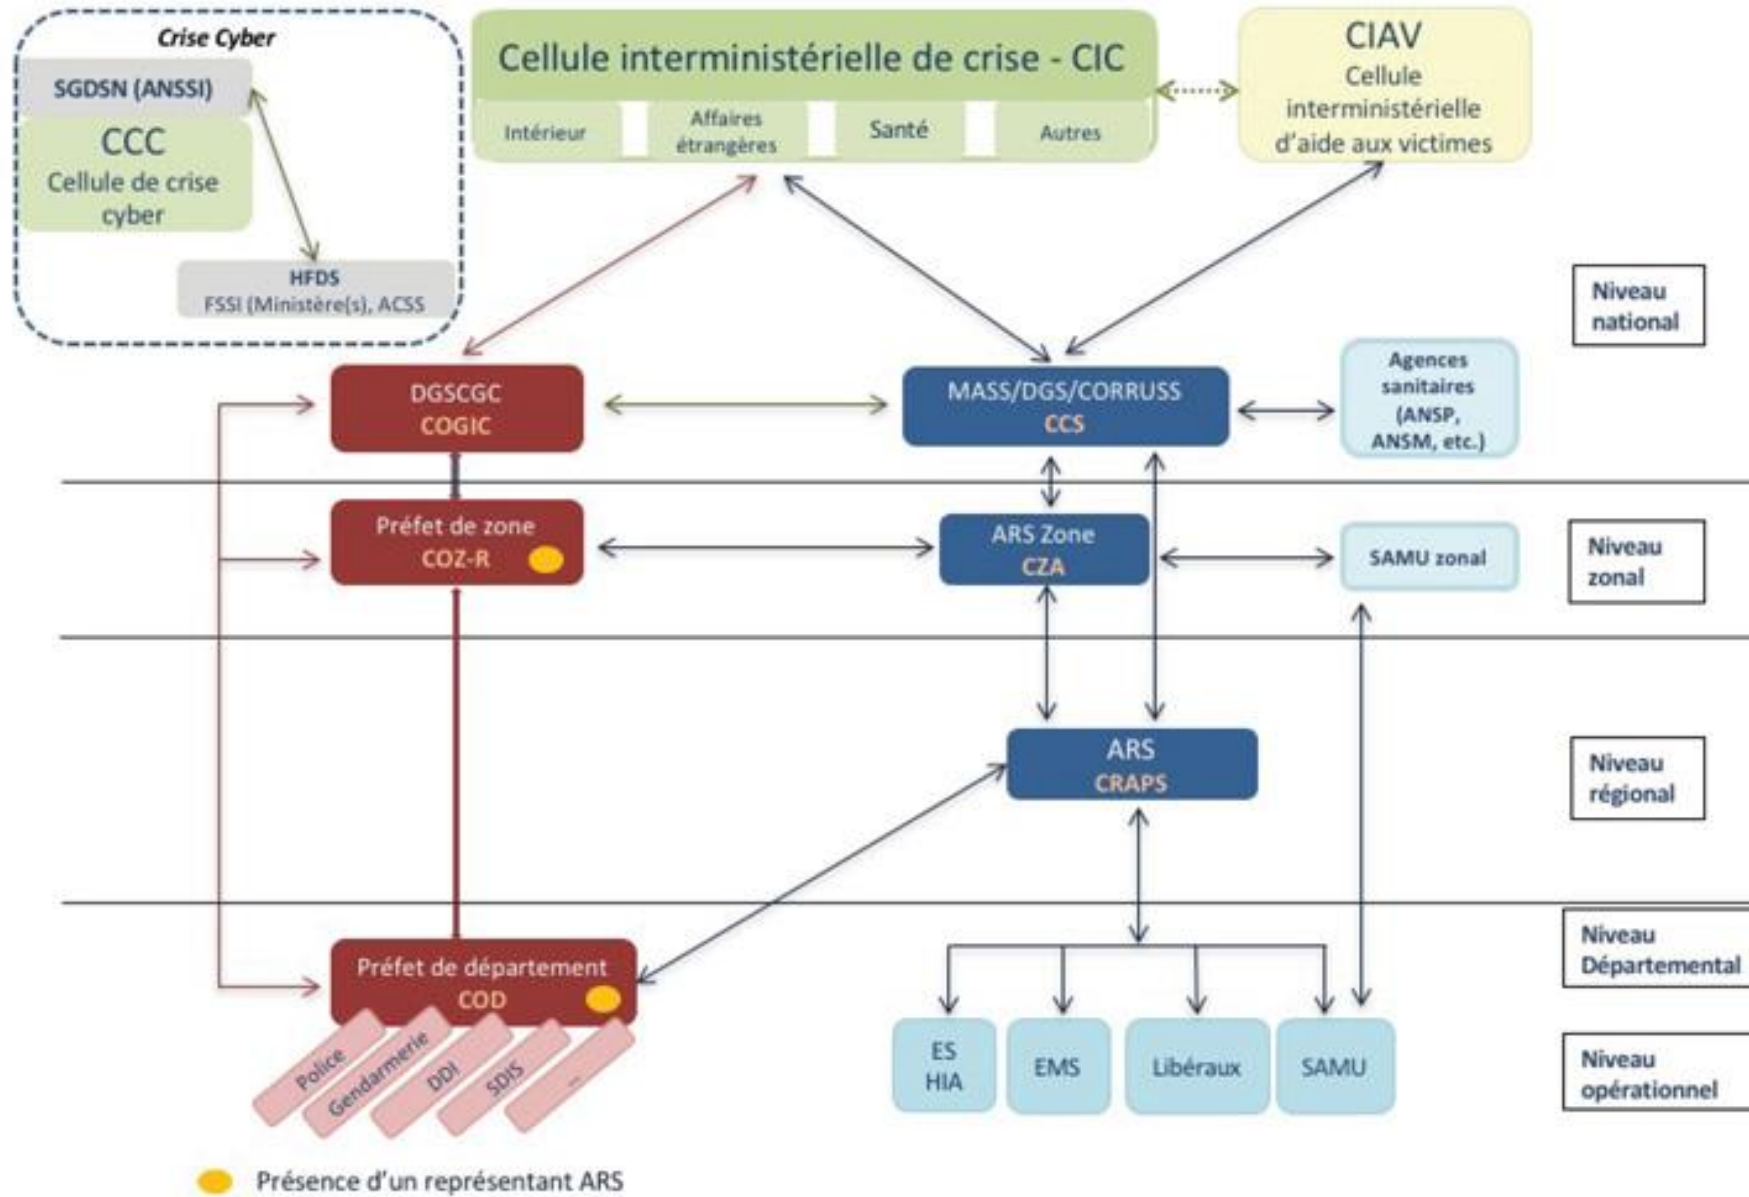 Crise Cyber
SGDSN (ANSSI)
CCC
Cellule de crise
cyber
HFDS
FSSI (Ministère(s), ACSS
Cellule interministérielle de crise - CIC
Intérieur
Affaires
étrangères
Santé
Autres
CIAV
Cellule
interministérielle
d'aide aux victimes
Niveau
national
DGSCGC
COGIC
MASS/DGS/CORRUSS
CCS
Agences
sanitaires
(ANSP,
ANSM, etc.)
Préfet de zone
COZ-R
ARS Zone
CZA
SAMU zonal
Niveau
zonal
ARS
CRAPS
Niveau
régional
Préfet de département
COD
Police
Gendarmerie
DDI
SDIS
...
Niveau
Départemental
ES
HIA
EMS
Libéraux
SAMU
Niveau
opérationnel
Présence d'un représentant ARS